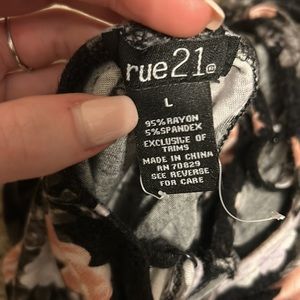 rue21
L
95% RAYON
5% SPANDEX
EXCLUSIVE OF
TRIMS
MADE IN CHINA
RN 70829
SEE REVERSE
FOR CARE